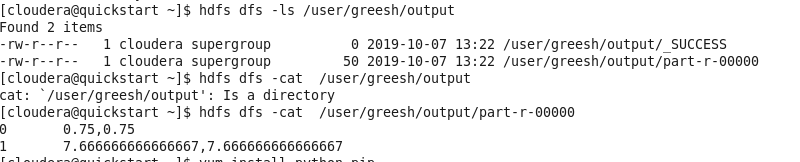 [cloudera@quickstart ~]$ hdfs dfs -ls /user/greesh/output
Found 2 items
-rw-r--r--   1 cloudera supergroup          0 2019-10-07 13:22 /user/greesh/output/_SUCCESS
-rw-r--r--   1 cloudera supergroup         50 2019-10-07 13:22 /user/greesh/output/part-r-00000
[cloudera@quickstart ~]$ hdfs dfs -cat  /user/greesh/output
cat: `/user/greesh/output': Is a directory
[cloudera@quickstart ~]$ hdfs dfs -cat  /user/greesh/output/part-r-00000
0       0.75,0.75
1       7.666666666666667,7.666666666666667
[cloudera@quickstart ~]$ yum install python-pip